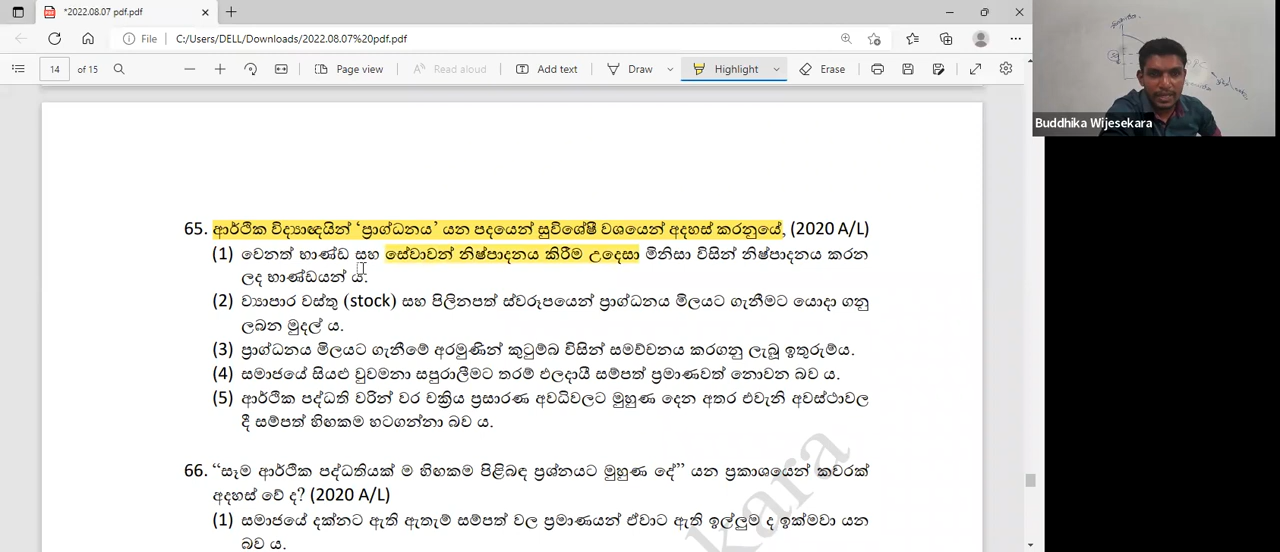 *2022.08.07 pdf.pdf
File
C:/Users/DELL/Downloads/2022.08.07%20pdf.pdf
14 of 15
Page view
Read aloud
Add text
Draw
Highlight
Erase
Buddhika Wijesekara
65. ආර්ථික විද්‍යාඥයින් ‘ප්‍රාග්ධනය’ යන පදයෙන් සුවිශේෂී වශයෙන් අදහස් කරනුයේ, (2020 A/L)
(1) වෙනත් භාණ්ඩ සහ සේවාවන් නිෂ්පාදනය කිරීම උදෙසා මිනිසා විසින් නිෂ්පාදනය කරන
ලද භාණ්ඩයන් ය.
(2) ව්‍යාපාර වස්තු (stock) සහ පිලිනපත් ස්වරූපයෙන් ප්‍රාග්ධනය මිලයට ගැනීමට යොදා ගනු
ලබන මුදල් ය.
(3) ප්‍රාග්ධනය මිලයට ගැනීමේ අරමුණින් කුටුම්බ විසින් සමච්චනය කරගනු ලැබූ ඉතුරුම්ය.
(4) සමාජයේ සියළු වුවමනා සපුරාලීමට තරම් ඵලදායී සම්පත් ප්‍රමාණවත් නොවන බව ය.
(5) ආර්ථික පද්ධති වරින් වර චක්‍රිය ප්‍රසාරණ අවධිවලට මුහුණ දෙන අතර එවැනි අවස්ථාවල
දී සම්පත් හිඟකම හටගන්නා බව ය.
66. “සෑම ආර්ථික පද්ධතියක් ම හිඟකම පිළිබඳ ප්‍රශ්නයට මුහුණ දේ” යන ප්‍රකාශයෙන් කවරක්
අදහස් වේ ද? (2020 A/L)
(1) සමාජයේ දක්නට ඇති ඇතැම් සම්පත් වල ප්‍රමාණයන් ඒවාට ඇති ඉල්ලුම ද ඉක්මවා යන
බව ය.